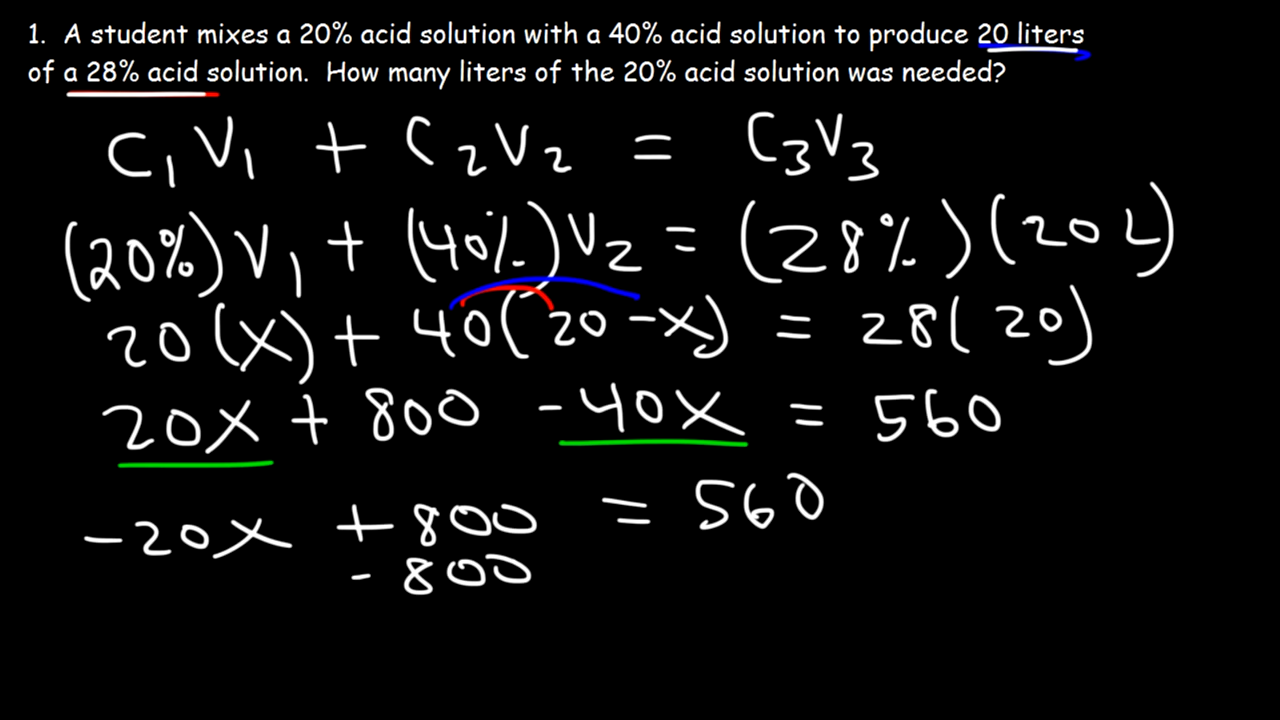 1. A student mixes a 20% acid solution with a 40% acid solution to produce 20 liters
of a 28% acid solution. How many liters of the 20% acid solution was needed?
C₁V₁ + C₂V₂ = C₃V₃
(20%)V₁ + (40%)V₂ = (28%)(20L)
20(x) + 40(20-x) = 28(20)
20x + 800 -40x = 560
-20x +800 = 560
-800